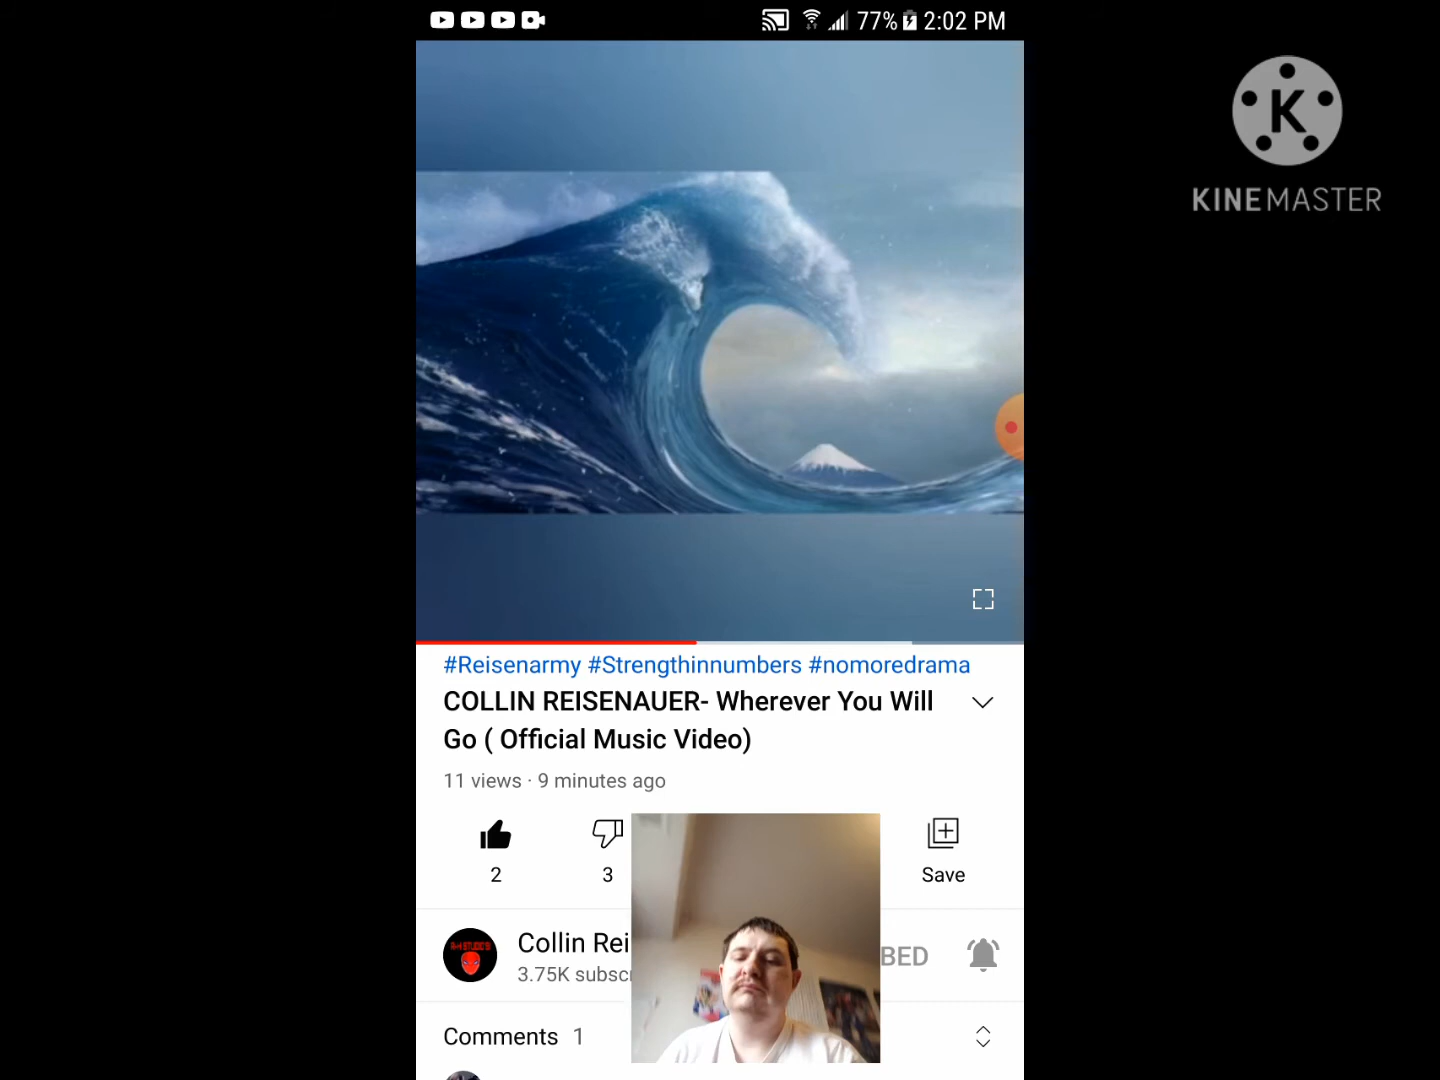 77% 2:02 PM
K
KINEMASTER
#Reisenarmy #Strengthinnumbers #nomoredrama
COLLIN REISENAUER- Wherever You Will
Go ( Official Music Video)
11 views · 9 minutes ago
2
3
Save
Collin Rei
3.75K subscr
BED
Comments 1